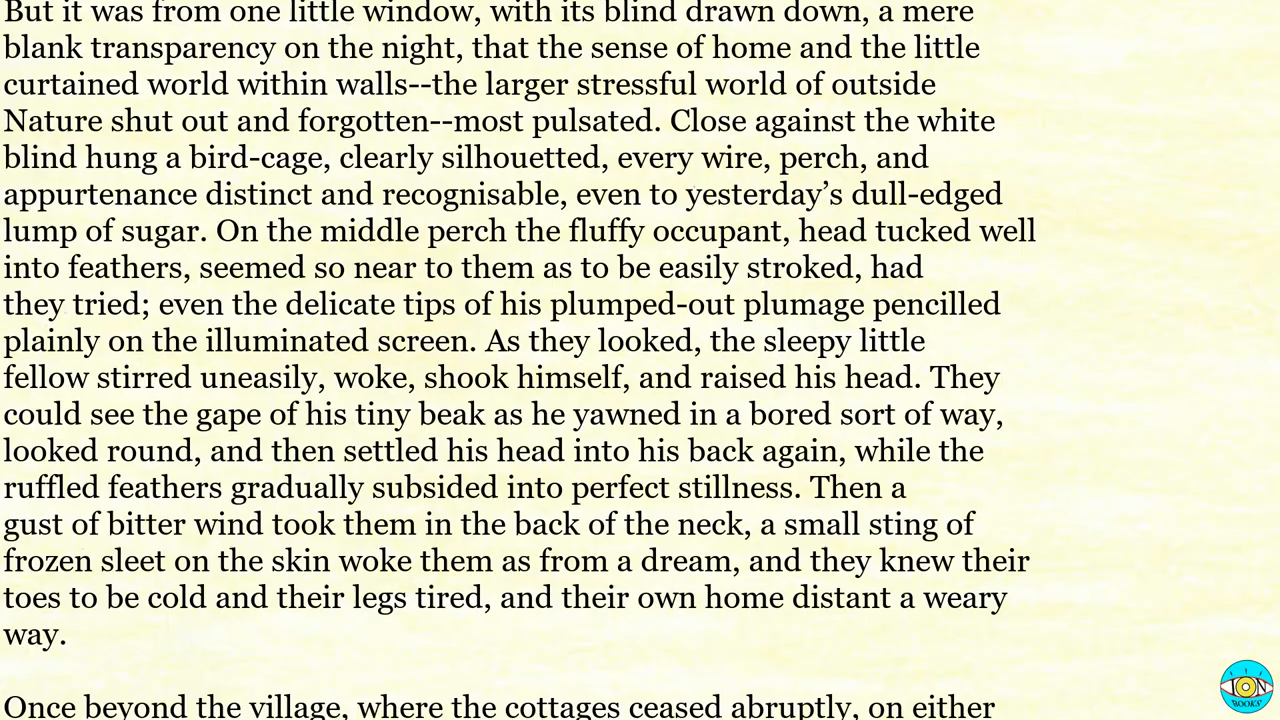 But it was from one little window, with its blind drawn down, a mere
blank transparency on the night, that the sense of home and the little
curtained world within walls--the larger stressful world of outside
Nature shut out and forgotten--most pulsated. Close against the white
blind hung a bird-cage, clearly silhouetted, every wire, perch, and
appurtenance distinct and recognisable, even to yesterday’s dull-edged
lump of sugar. On the middle perch the fluffy occupant, head tucked well
into feathers, seemed so near to them as to be easily stroked, had
they tried; even the delicate tips of his plumped-out plumage pencilled
plainly on the illuminated screen. As they looked, the sleepy little
fellow stirred uneasily, woke, shook himself, and raised his head. They
could see the gape of his tiny beak as he yawned in a bored sort of way,
looked round, and then settled his head into his back again, while the
ruffled feathers gradually subsided into perfect stillness. Then a
gust of bitter wind took them in the back of the neck, a small sting of
frozen sleet on the skin woke them as from a dream, and they knew their
toes to be cold and their legs tired, and their own home distant a weary
way.
Once beyond the village, where the cottages ceased abruptly, on either
ION
BOOKS